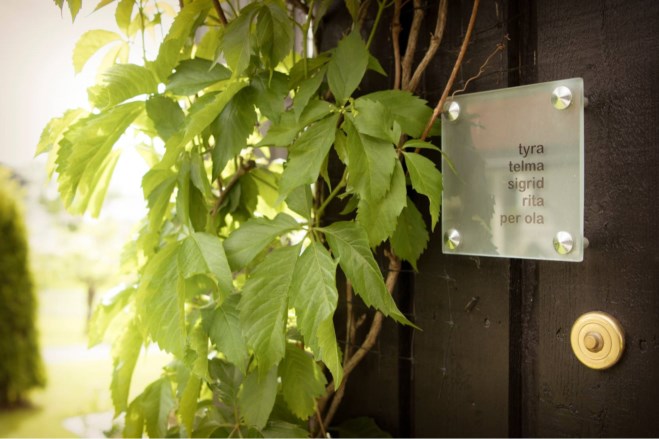 tyra
telma
sigrid
rita
per ola